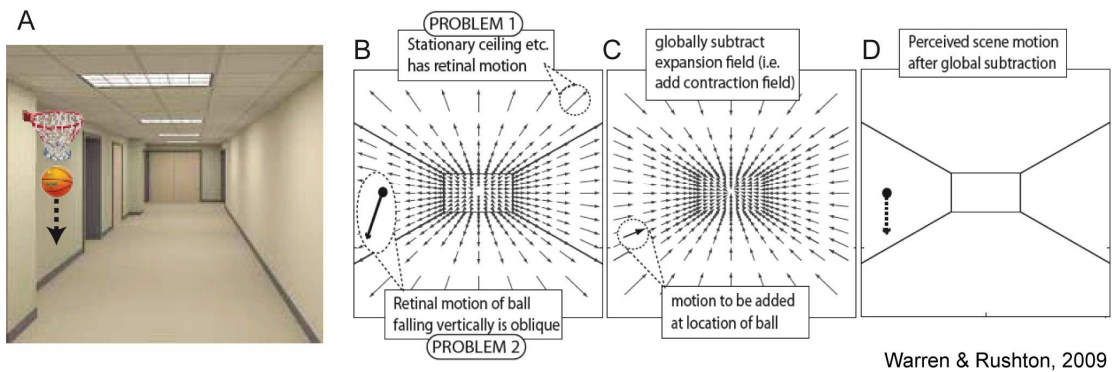 A
B
PROBLEM 1
Stationary ceiling etc.
has retinal motion
Retinal motion of ball
falling vertically is oblique
PROBLEM 2
C
globally subtract
expansion field (i.e.
add contraction field)
motion to be added
at location of ball
D
Perceived scene motion
after global subtraction
Warren & Rushton, 2009